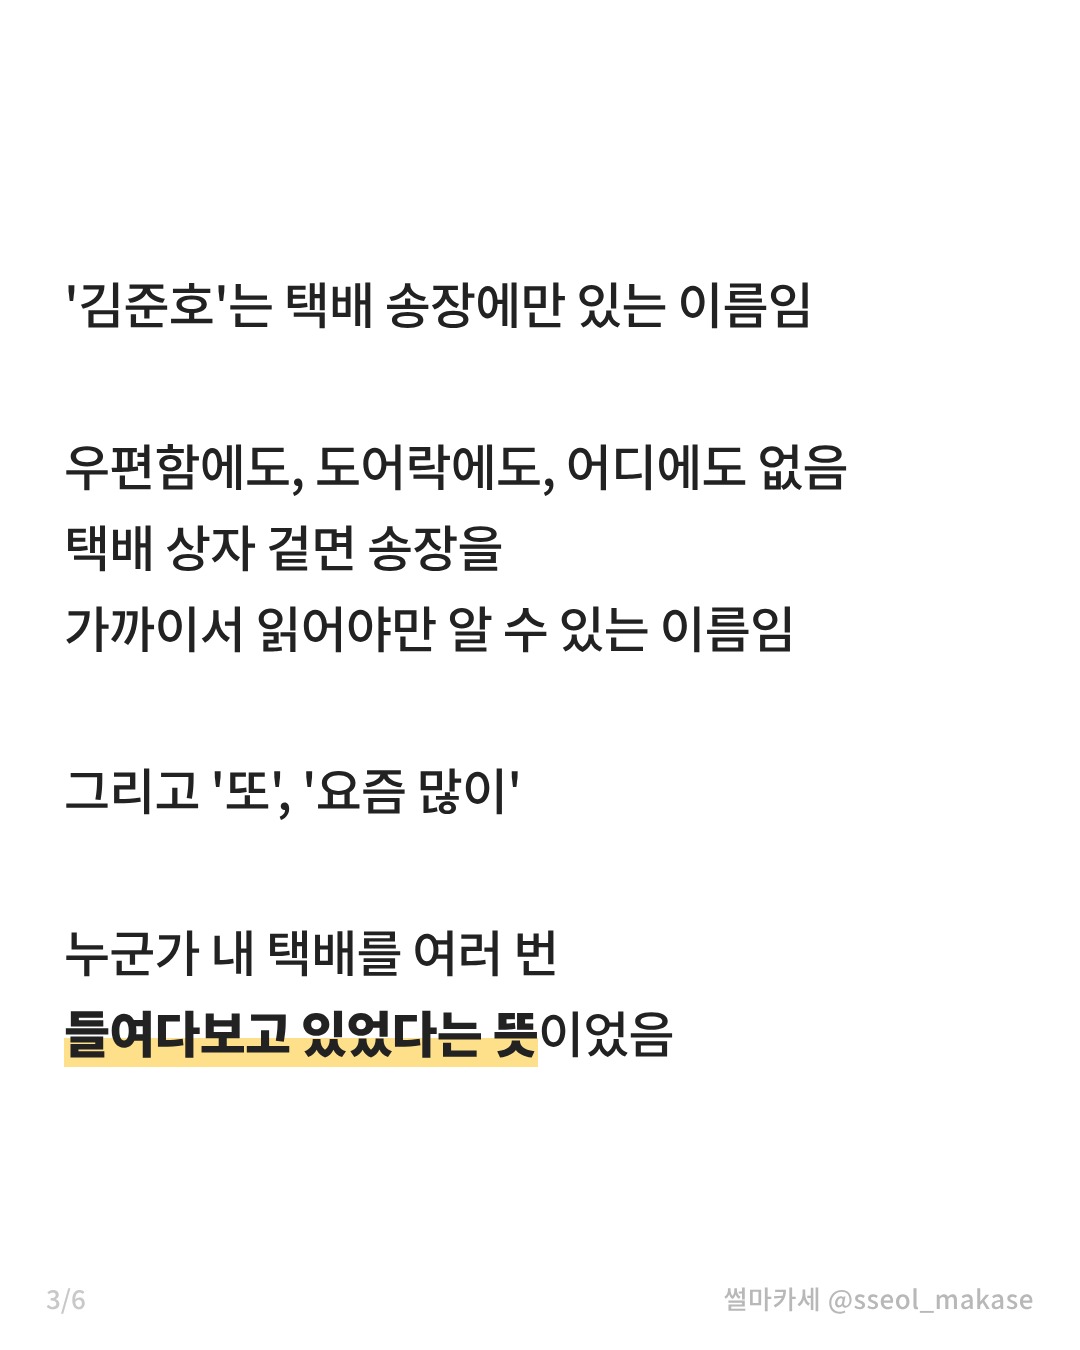 '김준호'는 택배 송장에만 있는 이름임
우편함에도, 도어락에도, 어디에도 없음
택배 상자 겉면 송장을
가까이서 읽어야만 알 수 있는 이름임
그리고 '또', '요즘 많이'
누군가 내 택배를 여러 번
들여다보고 있었다는 뜻이었음
3/6
썰마카세 @sseol_makase